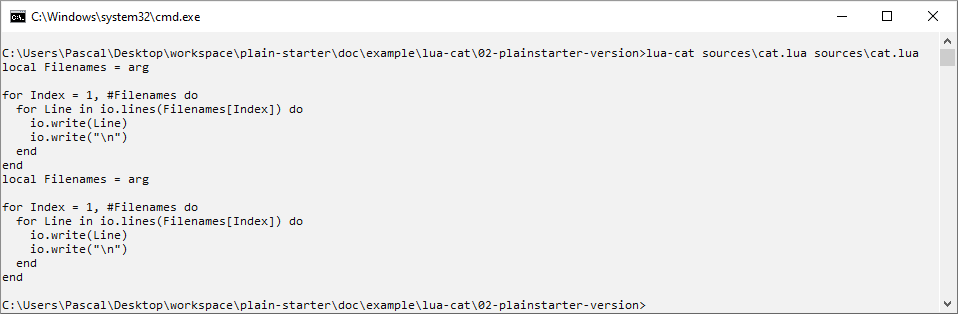 C:\Windows\system32\cmd.exe
C:\Users\Pascal\Desktop\workspace\plain-starter\doc\example\lua-cat\02-plainstarter-version>lua-cat sources\cat.lua sources\cat.lua
local Filenames = arg
for Index = 1, #Filenames do
  for Line in io.lines(Filenames[Index]) do
    io.write(Line)
    io.write("\n")
  end
end
local Filenames = arg
for Index = 1, #Filenames do
  for Line in io.lines(Filenames[Index]) do
    io.write(Line)
    io.write("\n")
  end
end
C:\Users\Pascal\Desktop\workspace\plain-starter\doc\example\lua-cat\02-plainstarter-version>